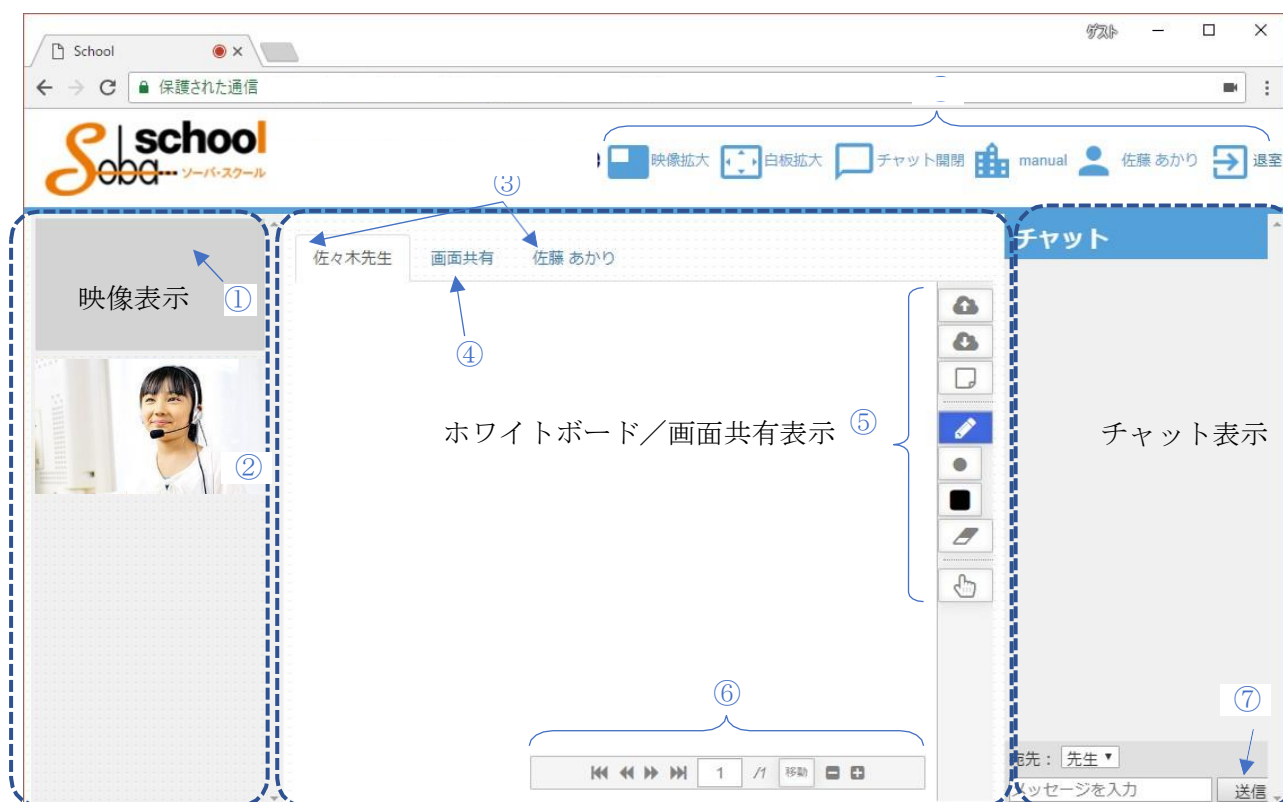 School
ゲスト
保護された通信
school
Soba
ソーバ・スクール
映像拡大 白板拡大 チャット開閉 manual 佐藤 あかり 退室
③
佐々木先生 画面共有 佐藤 あかり
チャット
映像表示 ①
④
ホワイトボード／画面共有表示 ⑤
チャット表示
②
⑥
⑦
1 /1 移動
先： 先生▼
メッセージを入力 送信